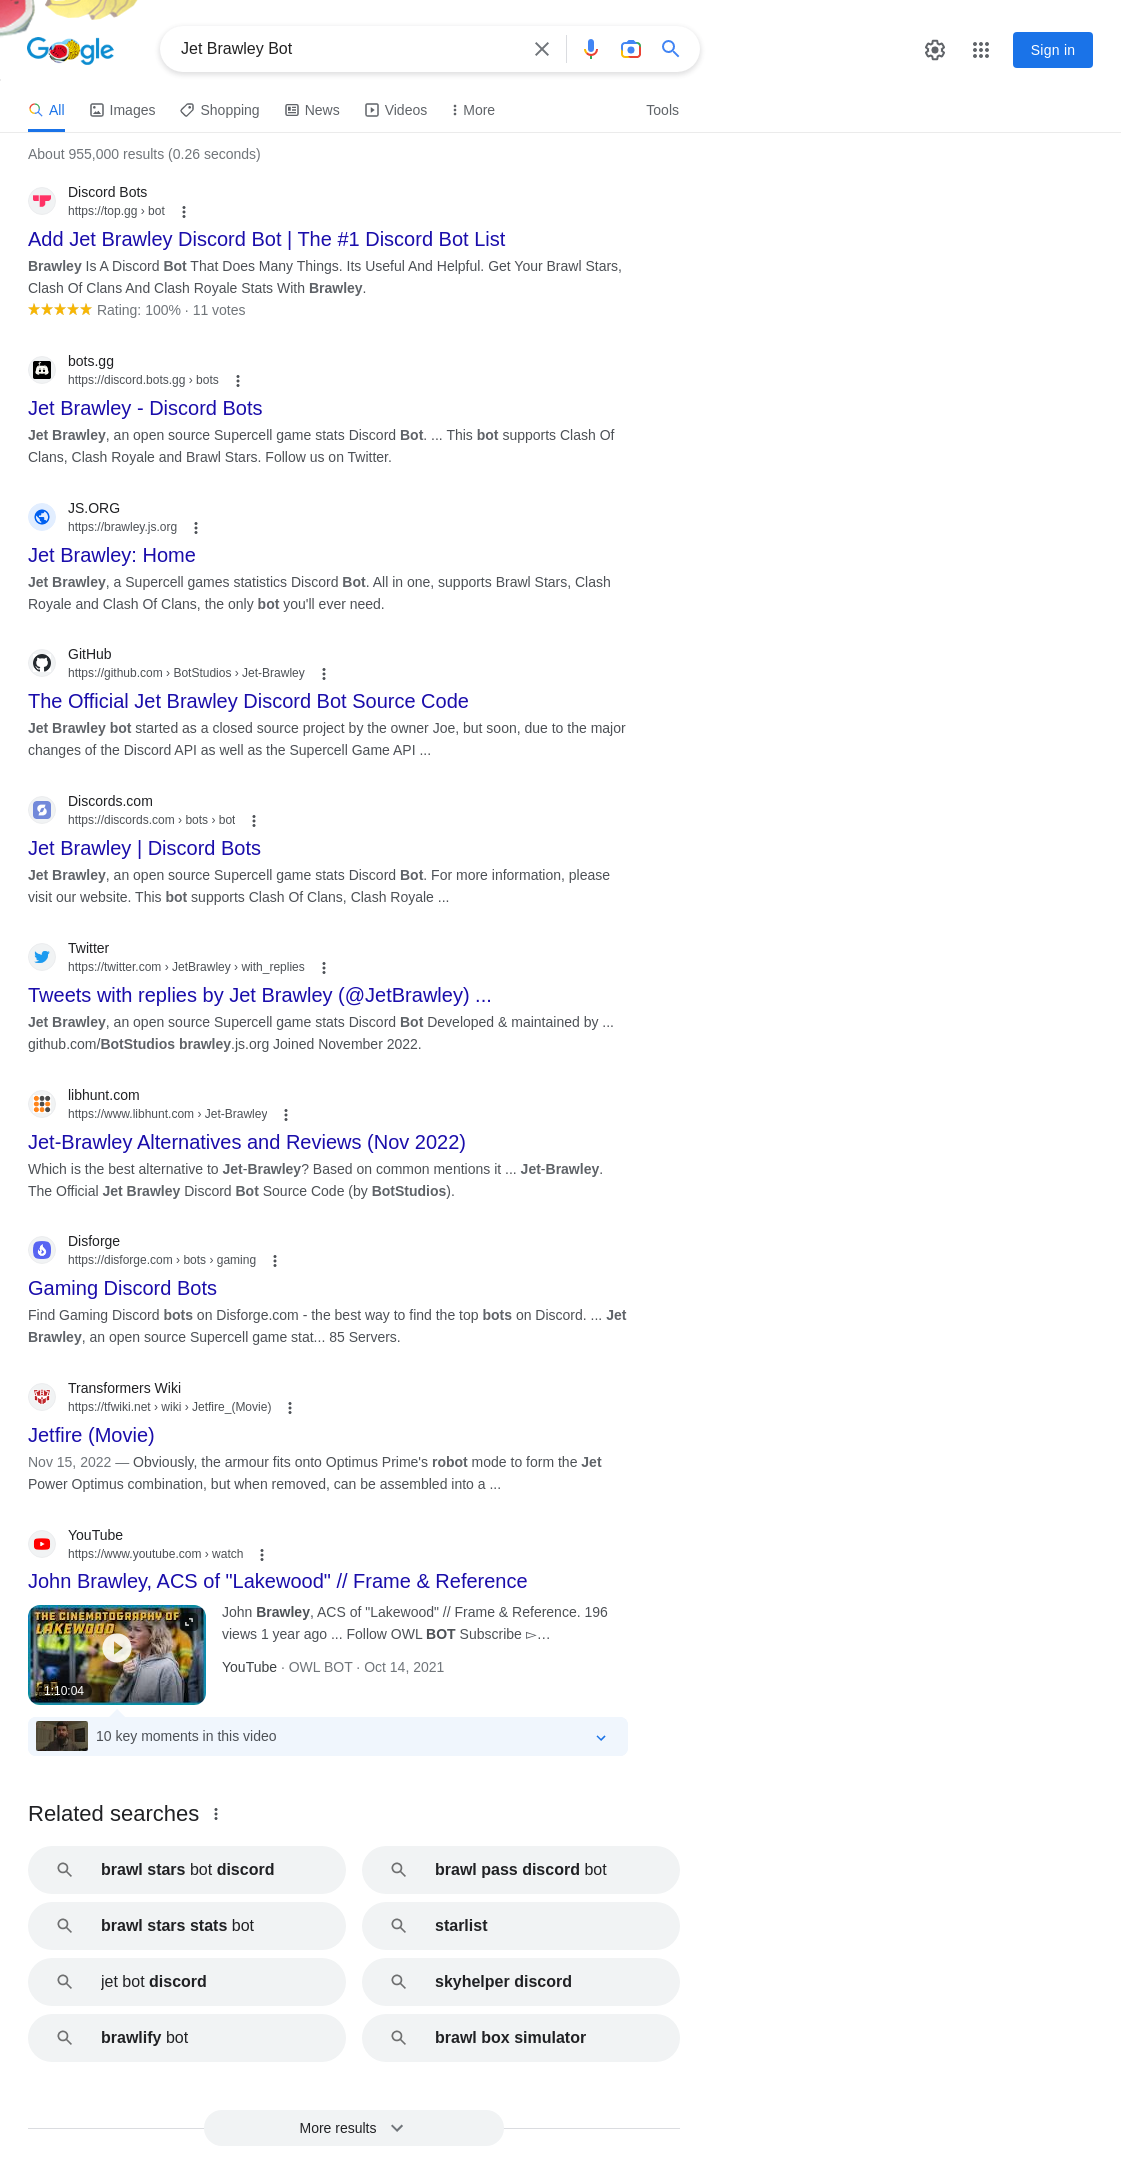 Google
Jet Brawley Bot
Sign in
All Images Shopping News Videos More Tools
About 955,000 results (0.26 seconds)
Discord Bots
https://top.gg › bot
Add Jet Brawley Discord Bot | The #1 Discord Bot List
Brawley Is A Discord Bot That Does Many Things. Its Useful And Helpful. Get Your Brawl Stars,
Clash Of Clans And Clash Royale Stats With Brawley.
Rating: 100% · 11 votes
bots.gg
https://discord.bots.gg › bots
Jet Brawley - Discord Bots
Jet Brawley, an open source Supercell game stats Discord Bot. ... This bot supports Clash Of
Clans, Clash Royale and Brawl Stars. Follow us on Twitter.
JS.ORG
https://brawley.js.org
Jet Brawley: Home
Jet Brawley, a Supercell games statistics Discord Bot. All in one, supports Brawl Stars, Clash
Royale and Clash Of Clans, the only bot you'll ever need.
GitHub
https://github.com › BotStudios › Jet-Brawley
The Official Jet Brawley Discord Bot Source Code
Jet Brawley bot started as a closed source project by the owner Joe, but soon, due to the major
changes of the Discord API as well as the Supercell Game API ...
Discords.com
https://discords.com › bots › bot
Jet Brawley | Discord Bots
Jet Brawley, an open source Supercell game stats Discord Bot. For more information, please
visit our website. This bot supports Clash Of Clans, Clash Royale ...
Twitter
https://twitter.com › JetBrawley › with_replies
Tweets with replies by Jet Brawley (@JetBrawley) ...
Jet Brawley, an open source Supercell game stats Discord Bot Developed & maintained by ...
github.com/BotStudios brawley.js.org Joined November 2022.
libhunt.com
https://www.libhunt.com › Jet-Brawley
Jet-Brawley Alternatives and Reviews (Nov 2022)
Which is the best alternative to Jet-Brawley? Based on common mentions it ... Jet-Brawley.
The Official Jet Brawley Discord Bot Source Code (by BotStudios).
Disforge
https://disforge.com › bots › gaming
Gaming Discord Bots
Find Gaming Discord bots on Disforge.com - the best way to find the top bots on Discord. ... Jet
Brawley, an open source Supercell game stat... 85 Servers.
Transformers Wiki
https://tfwiki.net › wiki › Jetfire_(Movie)
Jetfire (Movie)
Nov 15, 2022 — Obviously, the armour fits onto Optimus Prime's robot mode to form the Jet
Power Optimus combination, but when removed, can be assembled into a ...
YouTube
https://www.youtube.com › watch
John Brawley, ACS of "Lakewood" // Frame & Reference
THE CINEMATOGRAPHY OF
LAKEWOOD
1:10:04
John Brawley, ACS of "Lakewood" // Frame & Reference. 196
views 1 year ago ... Follow OWL BOT Subscribe ▻…
YouTube · OWL BOT · Oct 14, 2021
10 key moments in this video
Related searches
brawl stars bot discord
brawl pass discord bot
brawl stars stats bot
starlist
jet bot discord
skyhelper discord
brawlify bot
brawl box simulator
More results